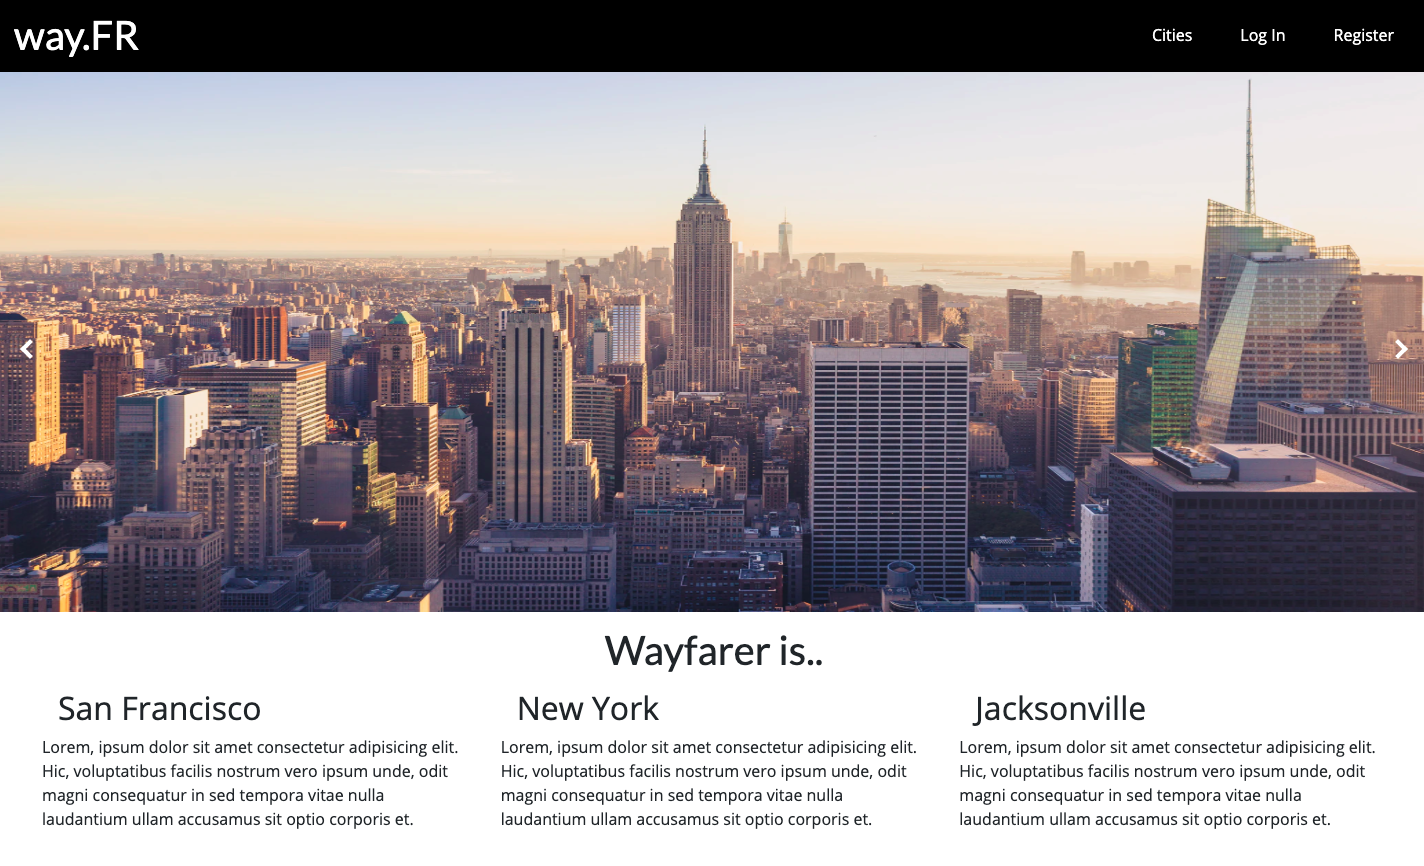 way.FR
Cities Log In Register
Wayfarer is..
San Francisco
Lorem, ipsum dolor sit amet consectetur adipisicing elit.
Hic, voluptatibus facilis nostrum vero ipsum unde, odit
magni consequatur in sed tempora vitae nulla
laudantium ullam accusamus sit optio corporis et.
New York
Lorem, ipsum dolor sit amet consectetur adipisicing elit.
Hic, voluptatibus facilis nostrum vero ipsum unde, odit
magni consequatur in sed tempora vitae nulla
laudantium ullam accusamus sit optio corporis et.
Jacksonville
Lorem, ipsum dolor sit amet consectetur adipisicing elit.
Hic, voluptatibus facilis nostrum vero ipsum unde, odit
magni consequatur in sed tempora vitae nulla
laudantium ullam accusamus sit optio corporis et.